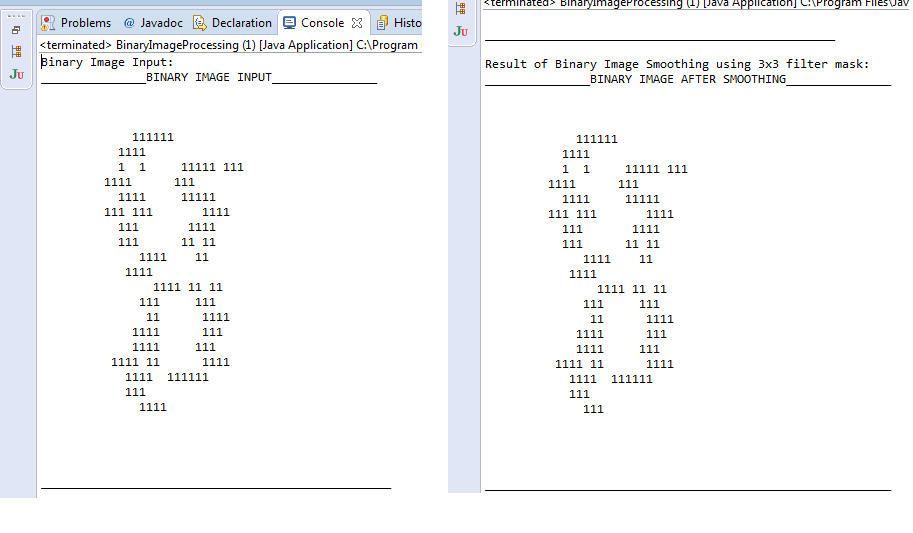 Problems @ Javadoc Declaration Console Histo
<terminated> BinaryImageProcessing (1) [Java Application] C:\Program
Binary Image Input:
_______________BINARY IMAGE INPUT_______________
111111
1111
1  1     11111 111
1111      111
1111     11111
111 111       1111
111       1111
111      11 11
1111    11
1111
1111 11 11
111     111
11      1111
1111      111
1111     111
1111 11      1111
1111  111111
111
1111
Ju
<terminated> BinaryImageProcessing (1) [Java Application] C:\Program Files\Jav
Result of Binary Image Smoothing using 3x3 filter mask:
_______________BINARY IMAGE AFTER SMOOTHING_______________
111111
1111
1  1     11111 111
1111      111
1111     11111
111 111       1111
111       1111
111      11 11
1111    11
1111
1111 11 11
111     111
11      1111
1111      111
1111     111
1111 11      1111
1111  111111
111
111
Ju